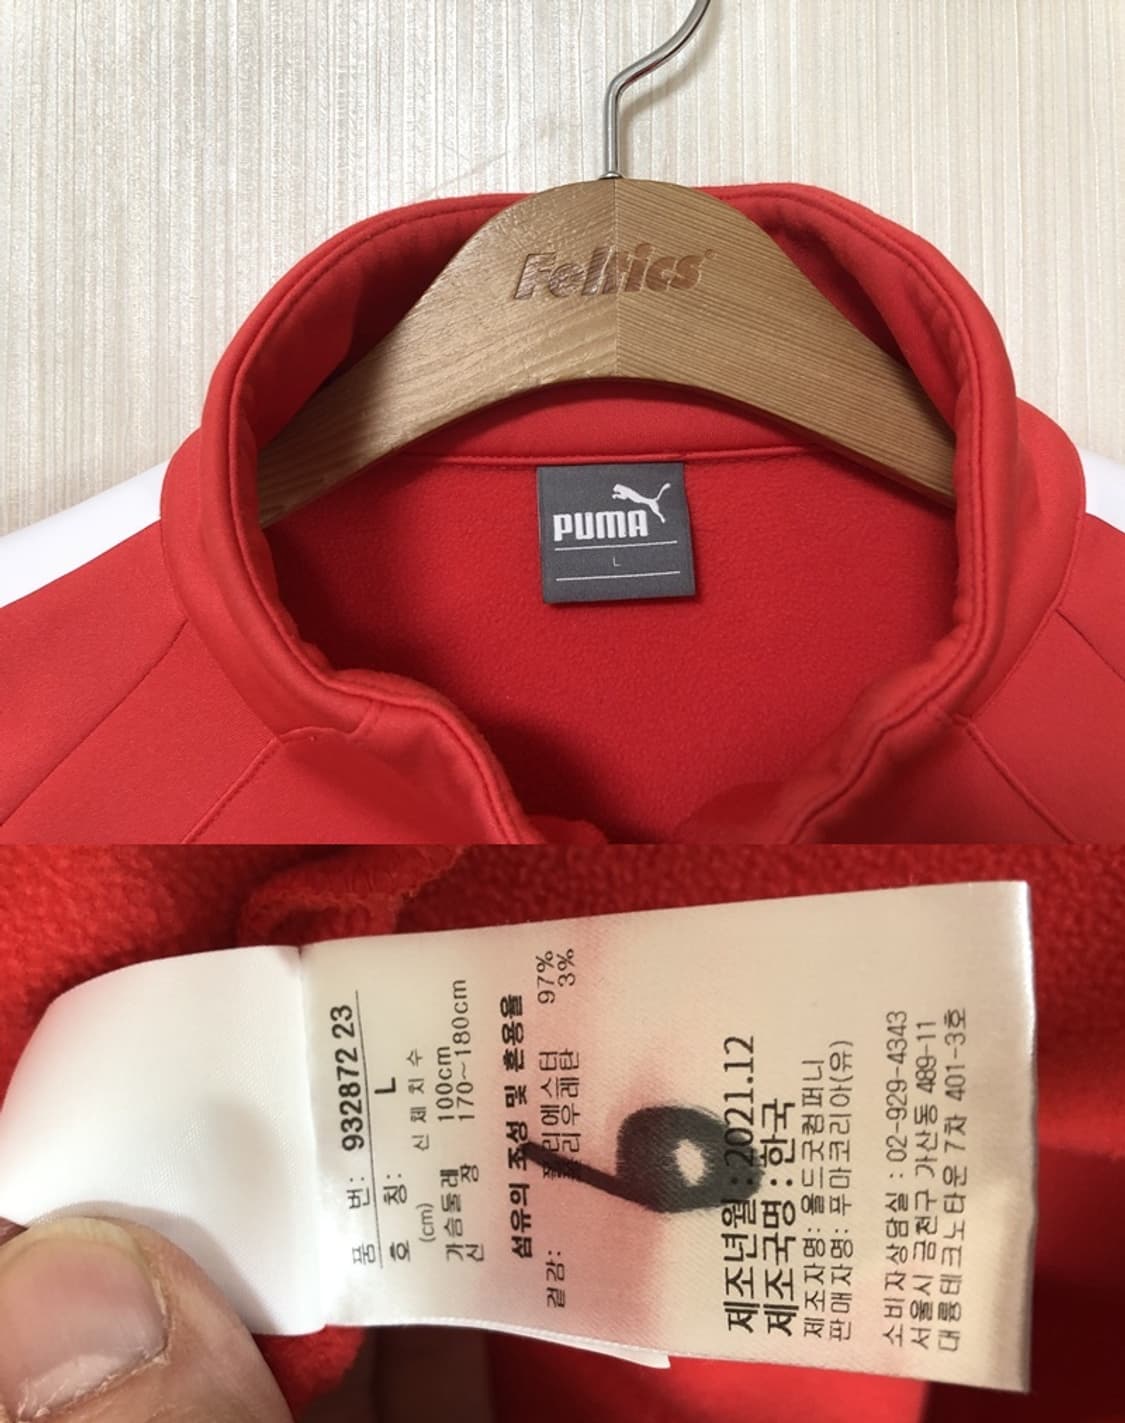 Feltics
PUMA
L
품 번: 932872 23
호 칭: L
(cm) 신 체 치 수
가슴둘레 100cm
신 장 170~180cm
섬유의 조성 및 혼용율
겉감: 폴리에스터 97%
폴리우레탄 3%
9
제조년월:2021.12
제조국명:한국
제조자명: 올드굿컴퍼니
판매자명: 푸마코리아(유)
소비자상담실 : 02-929-4343
서울시 금천구 가산동 489-11
대륭테크노타운 7차 401-3호